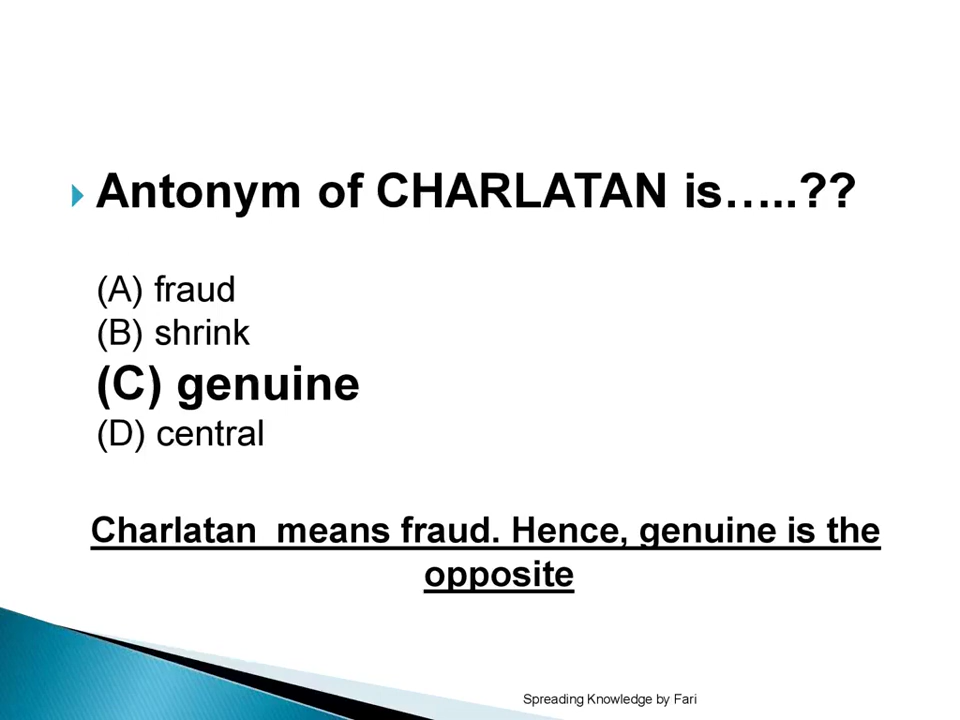 Antonym of CHARLATAN is…..??
(A) fraud
(B) shrink
(C) genuine
(D) central
Charlatan means fraud. Hence, genuine is the
opposite
Spreading Knowledge by Fari